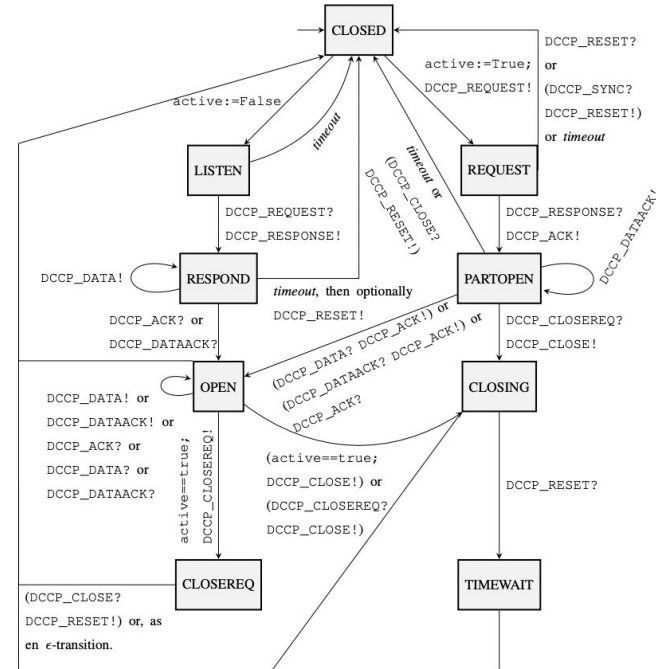 CLOSED
DCCP_RESET?
or
(DCCP_SYNC?
DCCP_RESET!)
or timeout
active:=True;
DCCP_REQUEST!
active:=False
timeout
timeout or
(DCCP_CLOSE?
DCCP_RESET!)
LISTEN
REQUEST
DCCP_REQUEST?
DCCP_RESPONSE!
DCCP_RESPONSE?
DCCP_ACK!
DCCP_DATAACK!
DCCP_DATA!
RESPOND
PARTOPEN
timeout, then optionally
DCCP_RESET!
DCCP_ACK? or
DCCP_DATAACK?
(DCCP_DATA? DCCP_ACK!) or
(DCCP_DATAACK? DCCP_ACK!) or
DCCP_ACK?
DCCP_CLOSEREQ?
DCCP_CLOSE!
OPEN
CLOSING
DCCP_DATA! or
DCCP_DATAACK! or
DCCP_ACK? or
DCCP_DATA? or
DCCP_DATAACK?
active==true;
DCCP_CLOSEREQ!
(active==true;
DCCP_CLOSE!) or
(DCCP_CLOSEREQ?
DCCP_CLOSE!)
DCCP_RESET?
CLOSEREQ
TIMEWAIT
(DCCP_CLOSE?
DCCP_RESET!) or, as
en ϵ-transition.